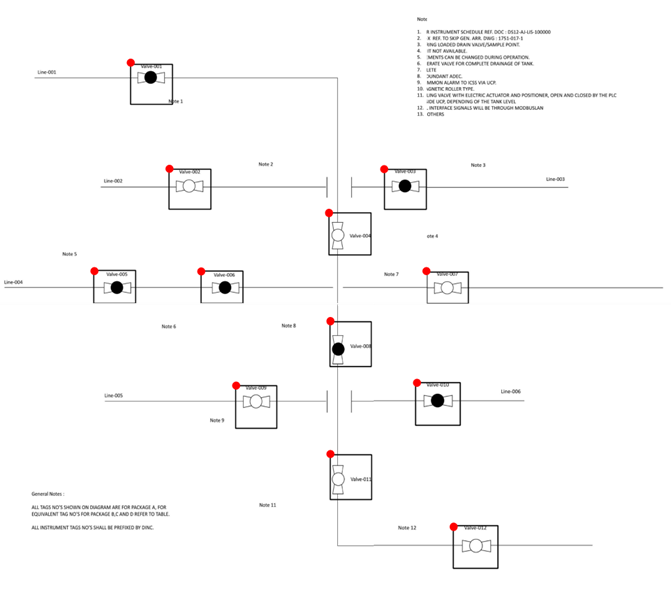 Note
1. R INSTRUMENT SCHEDULE REF. DOC : DS12-AJ-LIS-100000
2. REF. TO SKIP GEN. ARR. DWG : 1751-017-1
3. ING LOADED DRAIN VALVE/SAMPLE POINT.
4. T NOT AVAILABLE.
5. MENTS CAN BE CHANGED DURING OPERATION.
6. ERATE VALVE FOR COMPLETE DRAINAGE OF TANK.
7. LETE
8. UNDANT ADEC.
9. MMON ALARM TO ICSS VIA UCP.
10. GNETIC ROLLER TYPE.
11. LING VALVE WITH ELECTRIC ACTUATOR AND POSITIONER, OPEN AND CLOSED BY THE PLC
IDE UCP, DEPENDING OF THE TANK LEVEL
12. INTERFACE SIGNALS WILL BE THROUGH MODBUSLAN
13. OTHERS
Valve-001
Line-001
Note 1
Note 2
Note 3
Valve-002
Valve-003
Line-002
Line-003
Valve-004
ote 4
Note 5
Valve-005
Valve-006
Note 7
Valve-007
Line-004
Note 6
Note 8
Valve-008
Valve-009
Valve-010
Line-005
Line-006
Note 9
Valve-011
General Notes :
ALL TAGS NO'S SHOWN ON DIAGRAM ARE FOR PACKAGE A, FOR
EQUIVALENT TAG NO'S FOR PACKAGE B,C AND D REFER TO TABLE.
ALL INSTRUMENT TAGS NO'S SHALL BE PREFIXED BY DINC.
Note 11
Note 12
Valve-012